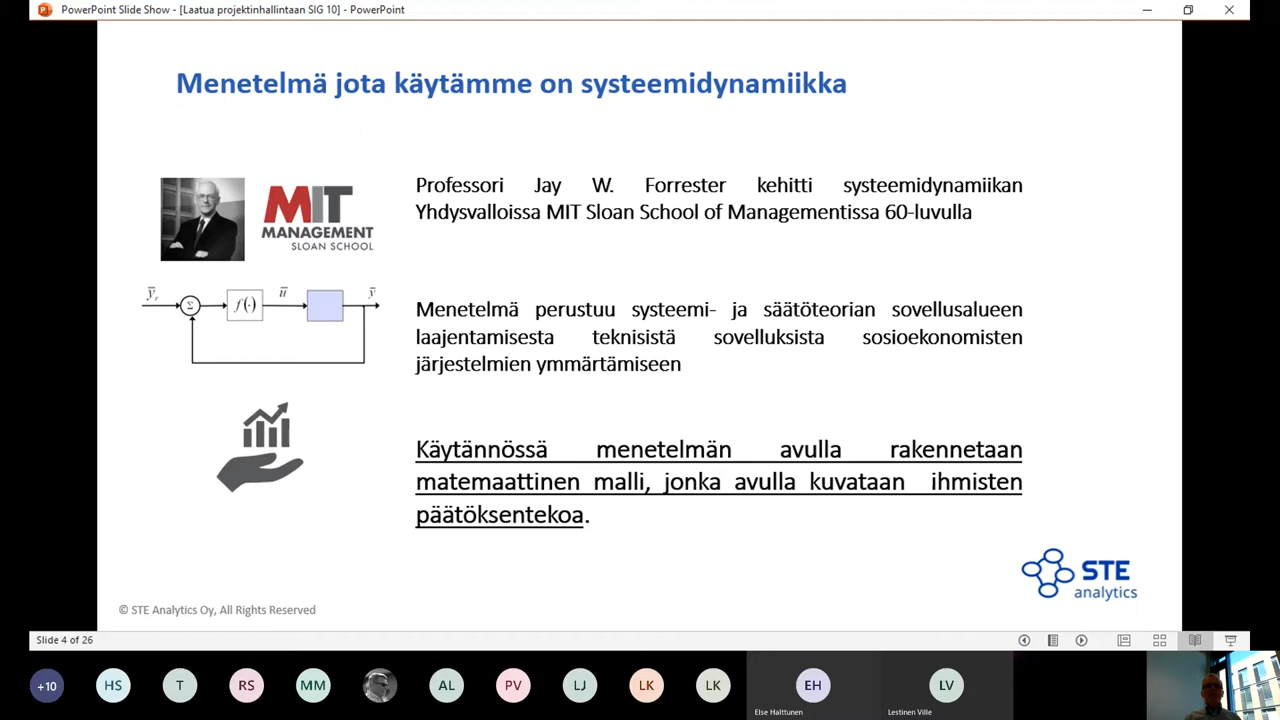 PowerPoint Slide Show - [Laatua projektinhallintaan SIG 10] - PowerPoint
Menetelmä jota käytämme on systeemidynamiikka
MIT
MANAGEMENT
SLOAN SCHOOL
Professori Jay W. Forrester kehitti systeemidynamiikan
Yhdysvalloissa MIT Sloan School of Managementissa 60-luvulla
ȳᵣ Σ f(·) ū ȳ
Menetelmä perustuu systeemi- ja säätöteorian sovellusalueen
laajentamisesta teknisistä sovelluksista sosioekonomisten
järjestelmien ymmärtämiseen
Käytännössä menetelmän avulla rakennetaan
matemaattinen malli, jonka avulla kuvataan ihmisten
päätöksentekoa.
STE
analytics
© STE Analytics Oy, All Rights Reserved
Slide 4 of 26
+10 HS T RS MM AL PV LJ LK LK EH LV
Else Halttunen Lestinen Ville